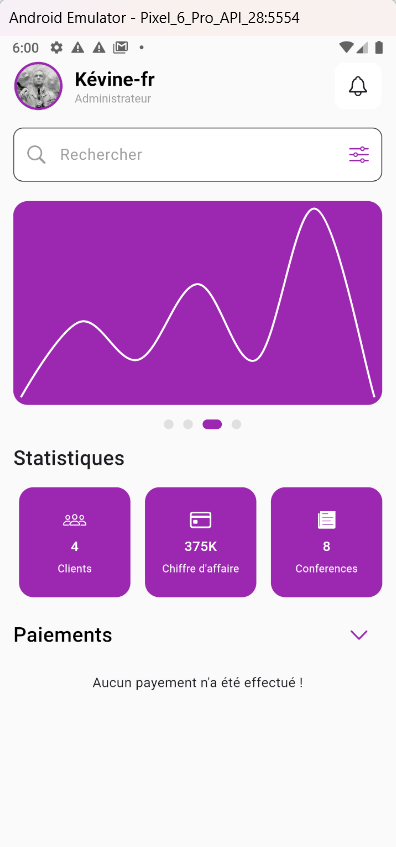 Android Emulator - Pixel_6_Pro_API_28:5554
6:00
Kévine-fr
Administrateur
Rechercher
Statistiques
4
Clients
375K
Chiffre d'affaire
8
Conferences
Paiements
Aucun payement n'a été effectué !